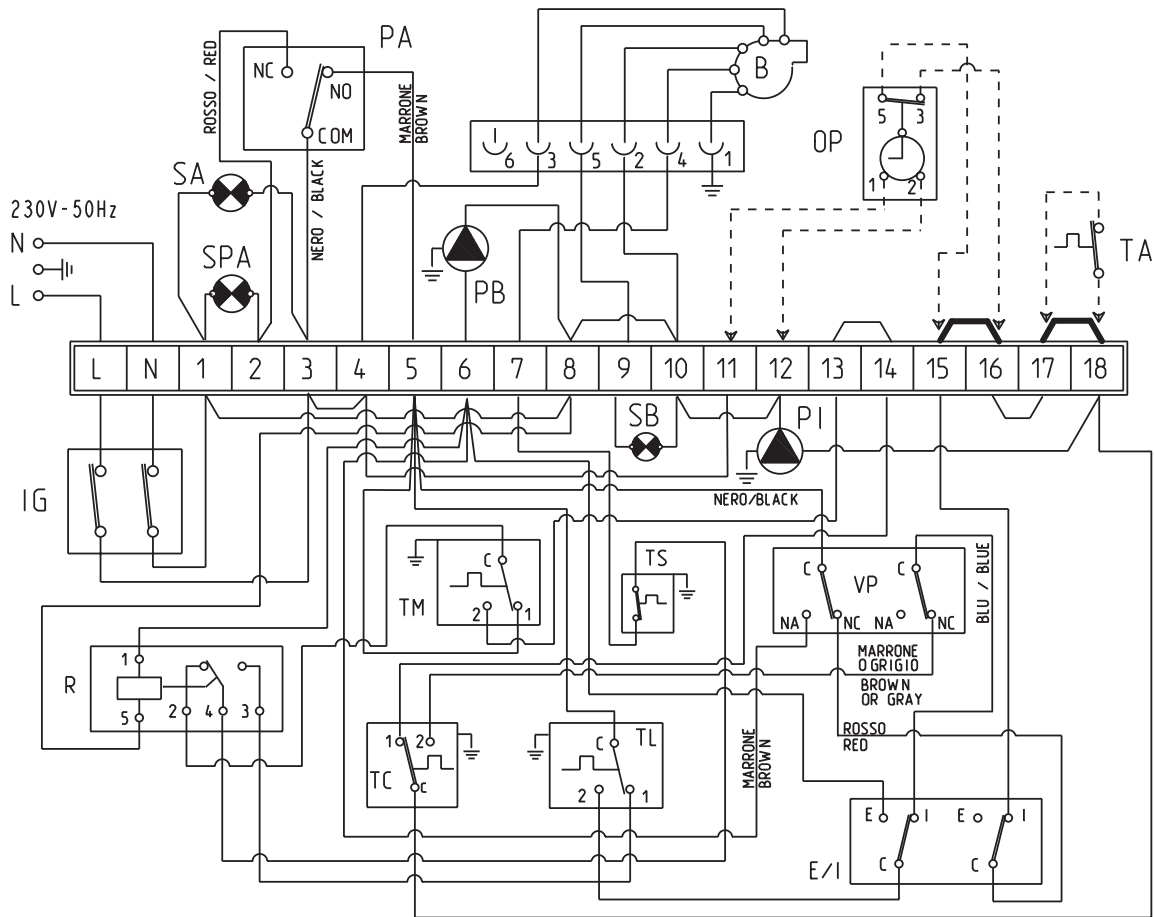 PA
NC
NO
COM
ROSSO / RED
MARRONE
BROWN
NERO / BLACK
SA
SPA
230V-50Hz
N
L
B
6 3 5 2 4 1
PB
OP
5 3
1 2
TA
L N 1 2 3 4 5 6 7 8 9 10 11 12 13 14 15 16 17 18
SB
PI
NERO/BLACK
IG
TM
C
2 1
TS
VP
C C
NA NC NA NC
BLU / BLUE
MARRONE
O GRIGIO
BROWN
OR GRAY
ROSSO
RED
R
1
5 2 4 3
TC
1 2
C
TL
C
2 1
MARRONE
BROWN
E/I
E I E I
C C